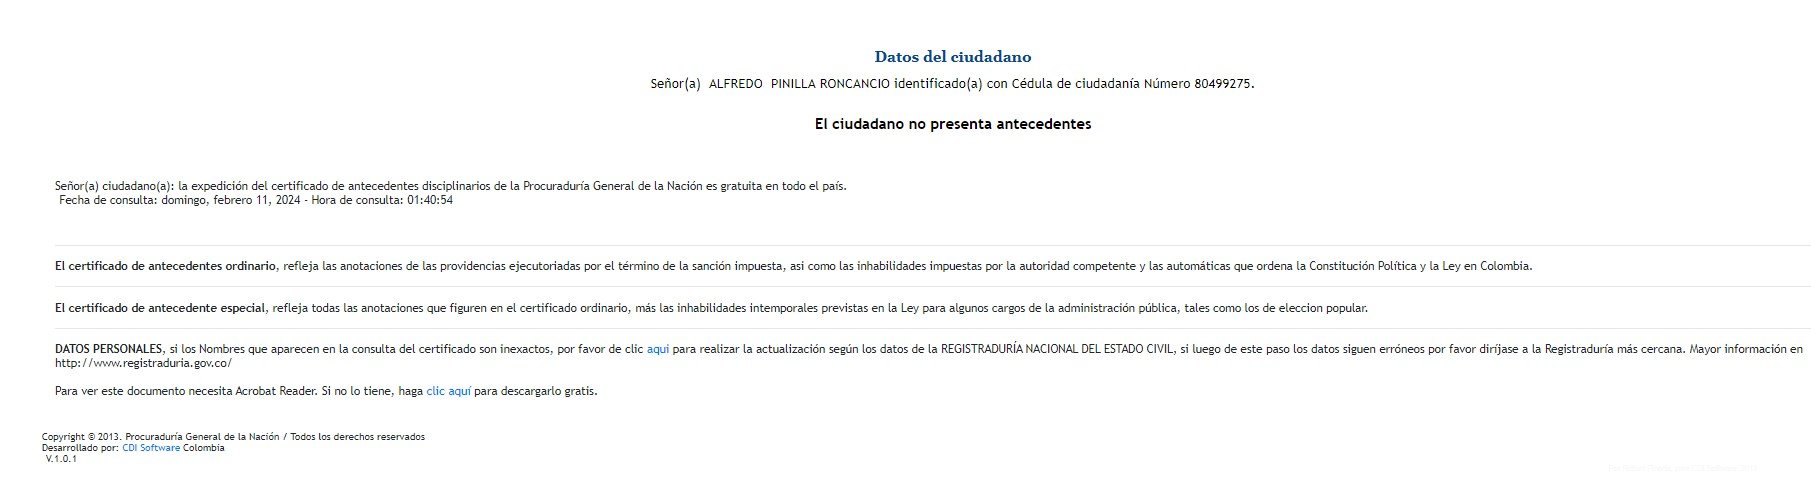 Datos del ciudadano
Señor(a) ALFREDO PINILLA RONCANCIO identificado(a) con Cédula de ciudadanía Número 80499275.
El ciudadano no presenta antecedentes
Señor(a) ciudadano(a): la expedición del certificado de antecedentes disciplinarios de la Procuraduría General de la Nación es gratuita en todo el país.
Fecha de consulta: domingo, febrero 11, 2024 - Hora de consulta: 01:40:54
El certificado de antecedentes ordinario, refleja las anotaciones de las providencias ejecutoriadas por el término de la sanción impuesta, asi como las inhabilidades impuestas por la autoridad competente y las automáticas que ordena la Constitución Política y la Ley en Colombia.
El certificado de antecedente especial, refleja todas las anotaciones que figuren en el certificado ordinario, más las inhabilidades intemporales previstas en la Ley para algunos cargos de la administración pública, tales como los de eleccion popular.
DATOS PERSONALES, si los Nombres que aparecen en la consulta del certificado son inexactos, por favor de clic aqui para realizar la actualización según los datos de la REGISTRADURÍA NACIONAL DEL ESTADO CIVIL, si luego de este paso los datos siguen erróneos por favor diríjase a la Registraduría más cercana. Mayor información en
http://www.registraduria.gov.co/
Para ver este documento necesita Acrobat Reader. Si no lo tiene, haga clic aquí para descargarlo gratis.
Copyright © 2013. Procuraduría General de la Nación / Todos los derechos reservados
Desarrollado por: CDI Software Colombia
V.1.0.1